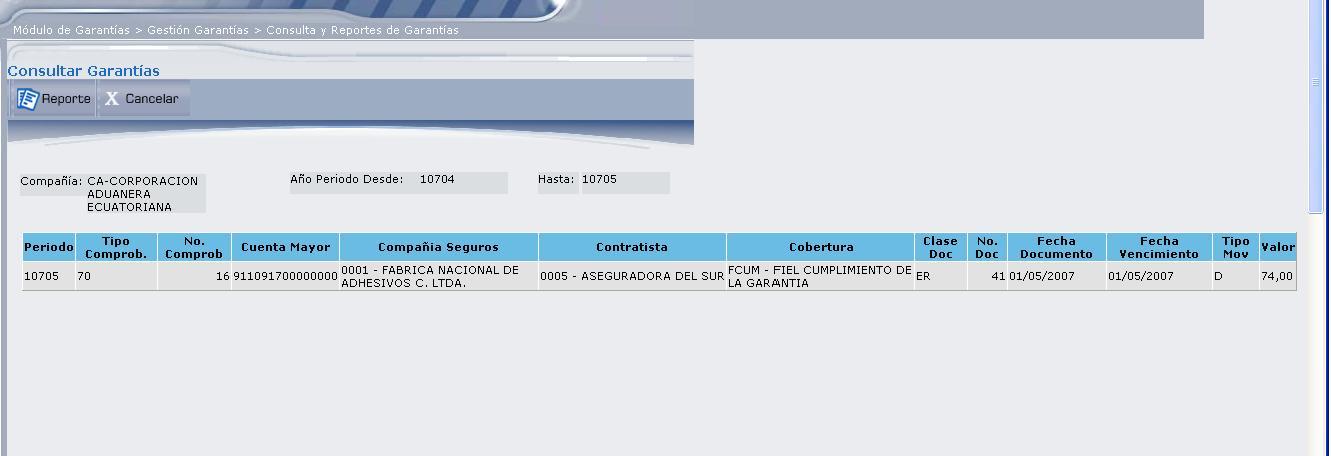 Módulo de Garantías > Gestión Garantías > Consulta y Reportes de Garantías
Consultar Garantías
Reporte X Cancelar
Compañía: CA-CORPORACION ADUANERA ECUATORIANA Año Periodo Desde: 10704 Hasta: 10705
Periodo Tipo Comprob. No. Comprob Cuenta Mayor Compañia Seguros Contratista Cobertura Clase Doc No. Doc Fecha Documento Fecha Vencimiento Tipo Mov Valor
10705 70 16 911091700000000 0001 - FABRICA NACIONAL DE ADHESIVOS C. LTDA. 0005 - ASEGURADORA DEL SUR FCUM - FIEL CUMPLIMIENTO DE LA GARANTIA ER 41 01/05/2007 01/05/2007 D 74,00